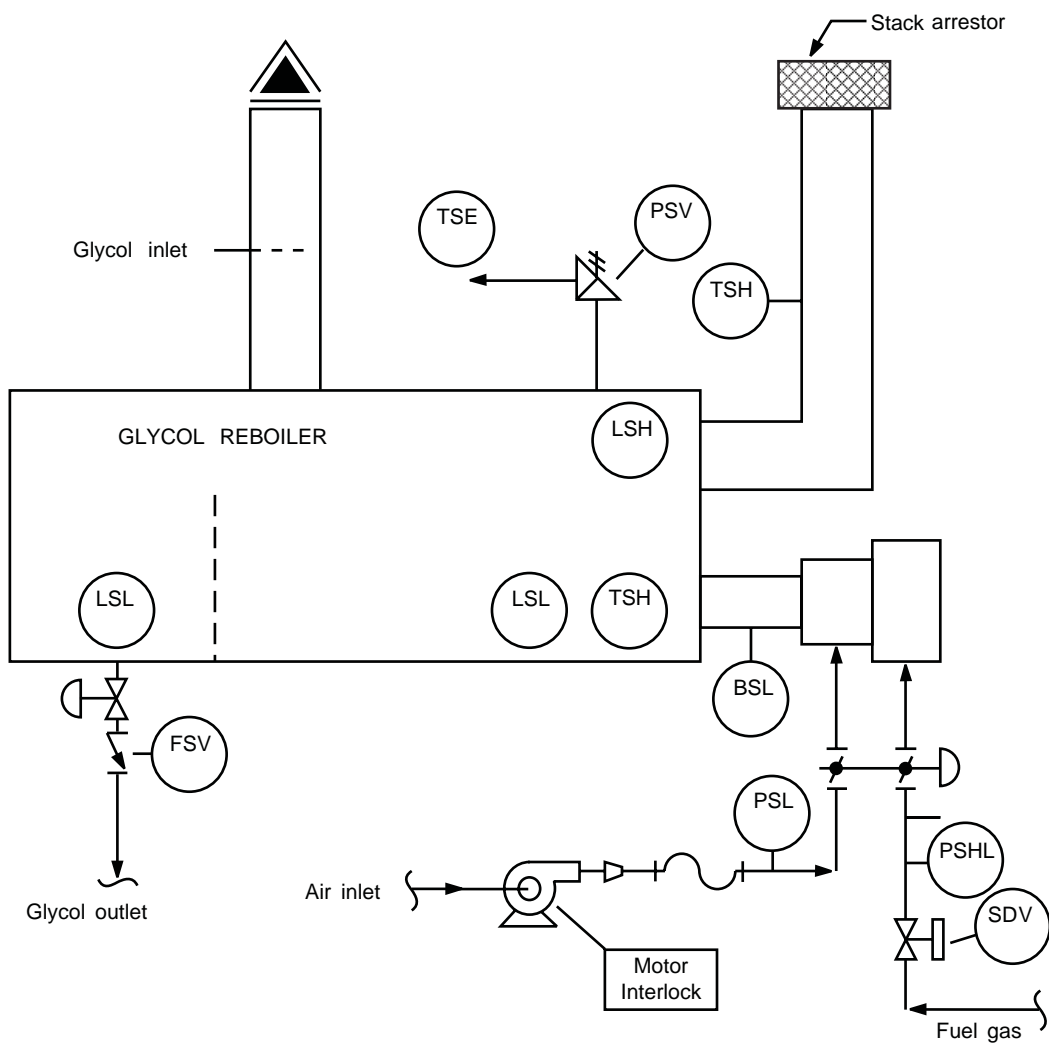 Stack arrestor
TSE
PSV
Glycol inlet
TSH
GLYCOL REBOILER
LSH
LSL
LSL
TSH
BSL
FSV
PSL
PSHL
Air inlet
Glycol outlet
SDV
Motor
Interlock
Fuel gas